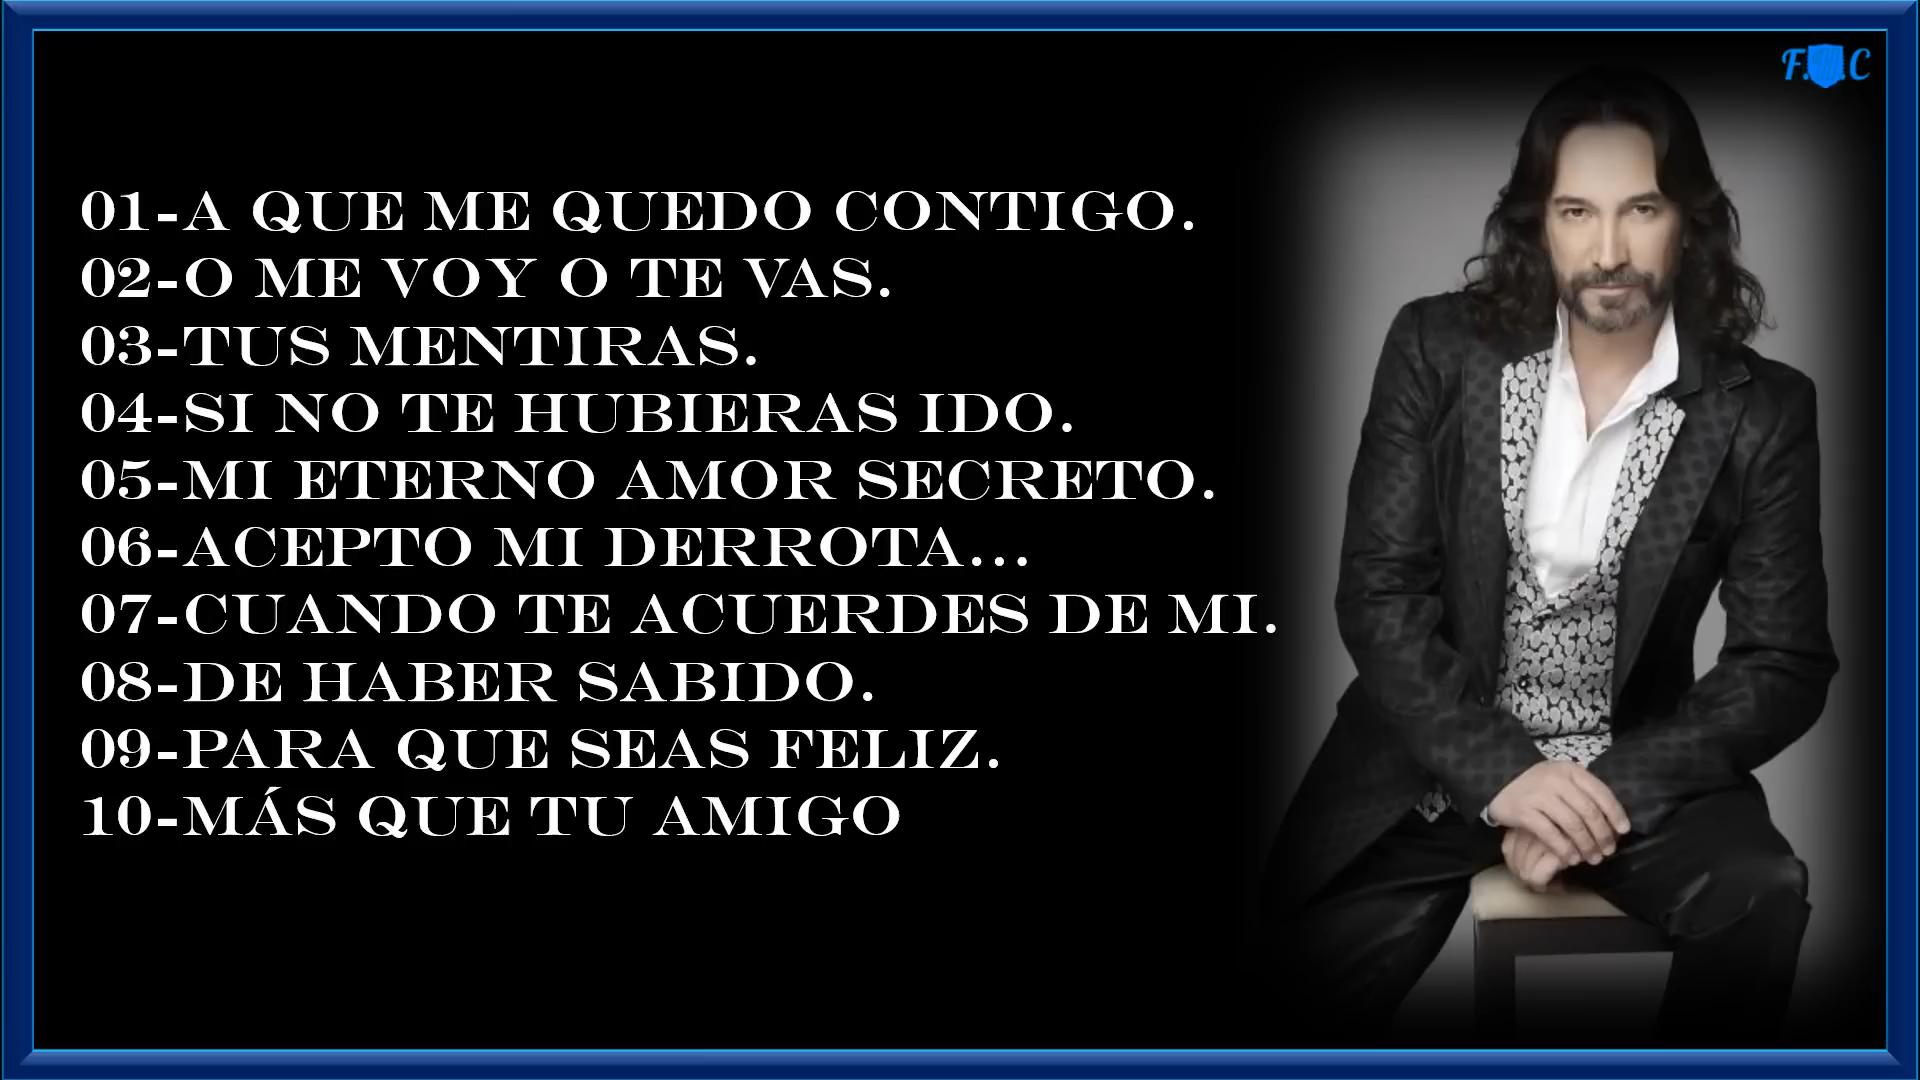 F. .C
01-A QUE ME QUEDO CONTIGO.
02-O ME VOY O TE VAS.
03-TUS MENTIRAS.
04-SI NO TE HUBIERAS IDO.
05-MI ETERNO AMOR SECRETO.
06-ACEPTO MI DERROTA...
07-CUANDO TE ACUERDES DE MI.
08-DE HABER SABIDO.
09-PARA QUE SEAS FELIZ.
10-MÁS QUE TU AMIGO